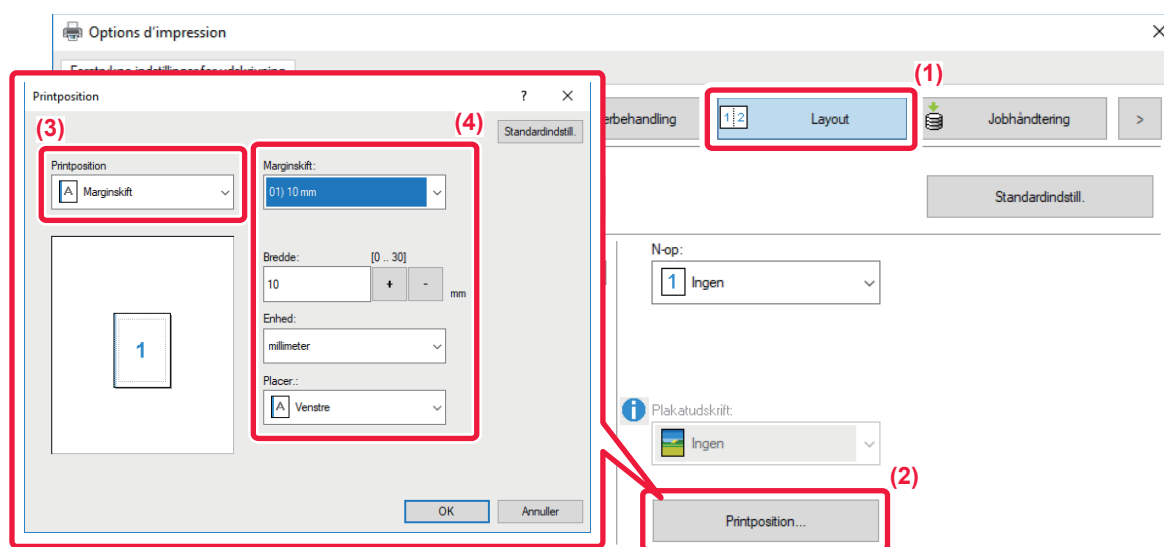 Options d'impression
(1)
Printposition
? ×
(3)
(4)
Standardindstill.
erbehandling
1 2 Layout
Jobhåndtering
>
Printposition
A Marginskift
Marginskift:
01) 10 mm
Standardindstill.
Bredde: [0 .. 30]
10 + - mm
Enhed:
millimeter
Placer.:
A Venstre
1
OK
Annuller
N-op:
1 Ingen
i Plakatudskrift:
Ingen
(2)
Printposition...